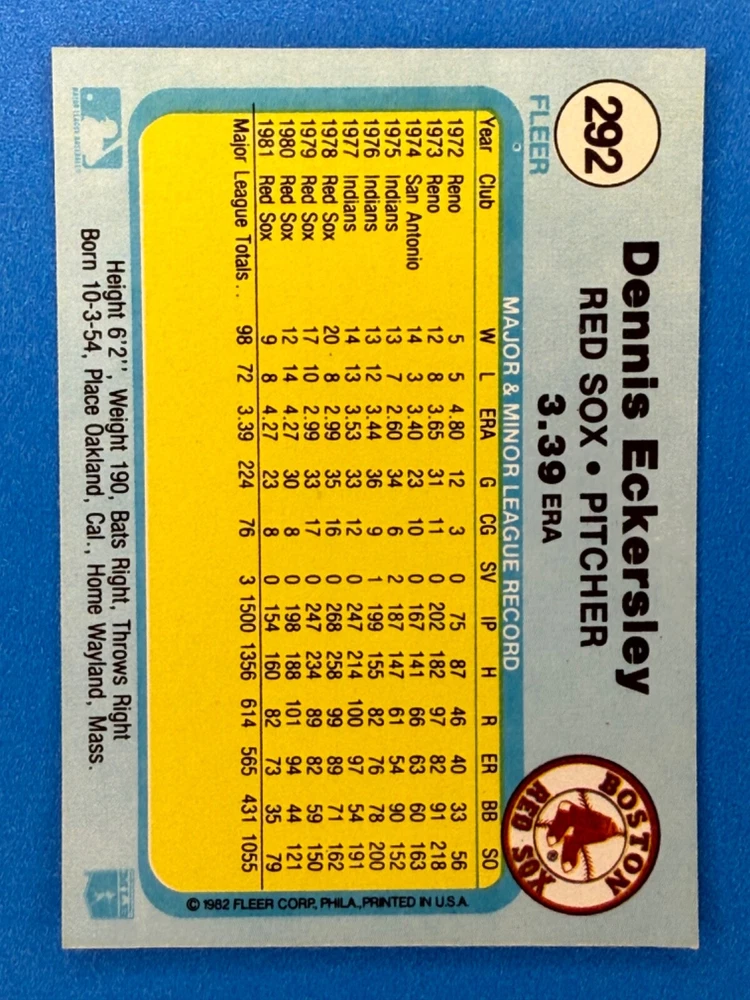 292
FLEER
Dennis Eckersley
RED SOX • PITCHER
3.39 ERA
BOSTON
RED SOX
®
MAJOR & MINOR LEAGUE RECORD
Year Club W L ERA G CG SV IP H R ER BB SO
1972 Reno 5 5 4.80 12 3 0 75 87 46 40 33 56
1973 Reno 12 8 3.65 31 11 0 202 182 97 82 91 218
1974 San Antonio 14 3 3.40 23 10 0 167 141 66 63 60 163
1975 Indians 13 7 2.60 34 6 2 187 147 61 54 90 152
1976 Indians 13 12 3.44 36 9 1 199 155 82 76 78 200
1977 Indians 14 13 3.53 33 12 0 247 214 100 97 54 191
1978 Red Sox 20 8 2.99 35 16 0 268 258 99 89 71 162
1979 Red Sox 17 10 2.99 33 17 0 247 234 89 82 59 150
1980 Red Sox 12 14 4.27 30 8 0 198 188 101 94 44 121
1981 Red Sox 9 8 4.27 23 8 0 154 160 82 73 35 79
Major League Totals. . 98 72 3.39 224 76 3 1500 1356 614 565 431 1055
© 1982 FLEER CORP., PHILA., PRINTED IN U.S.A.
Height 6'2'', Weight 190, Bats Right, Throws Right
Born 10-3-54, Place Oakland, Cal., Home Wayland, Mass.